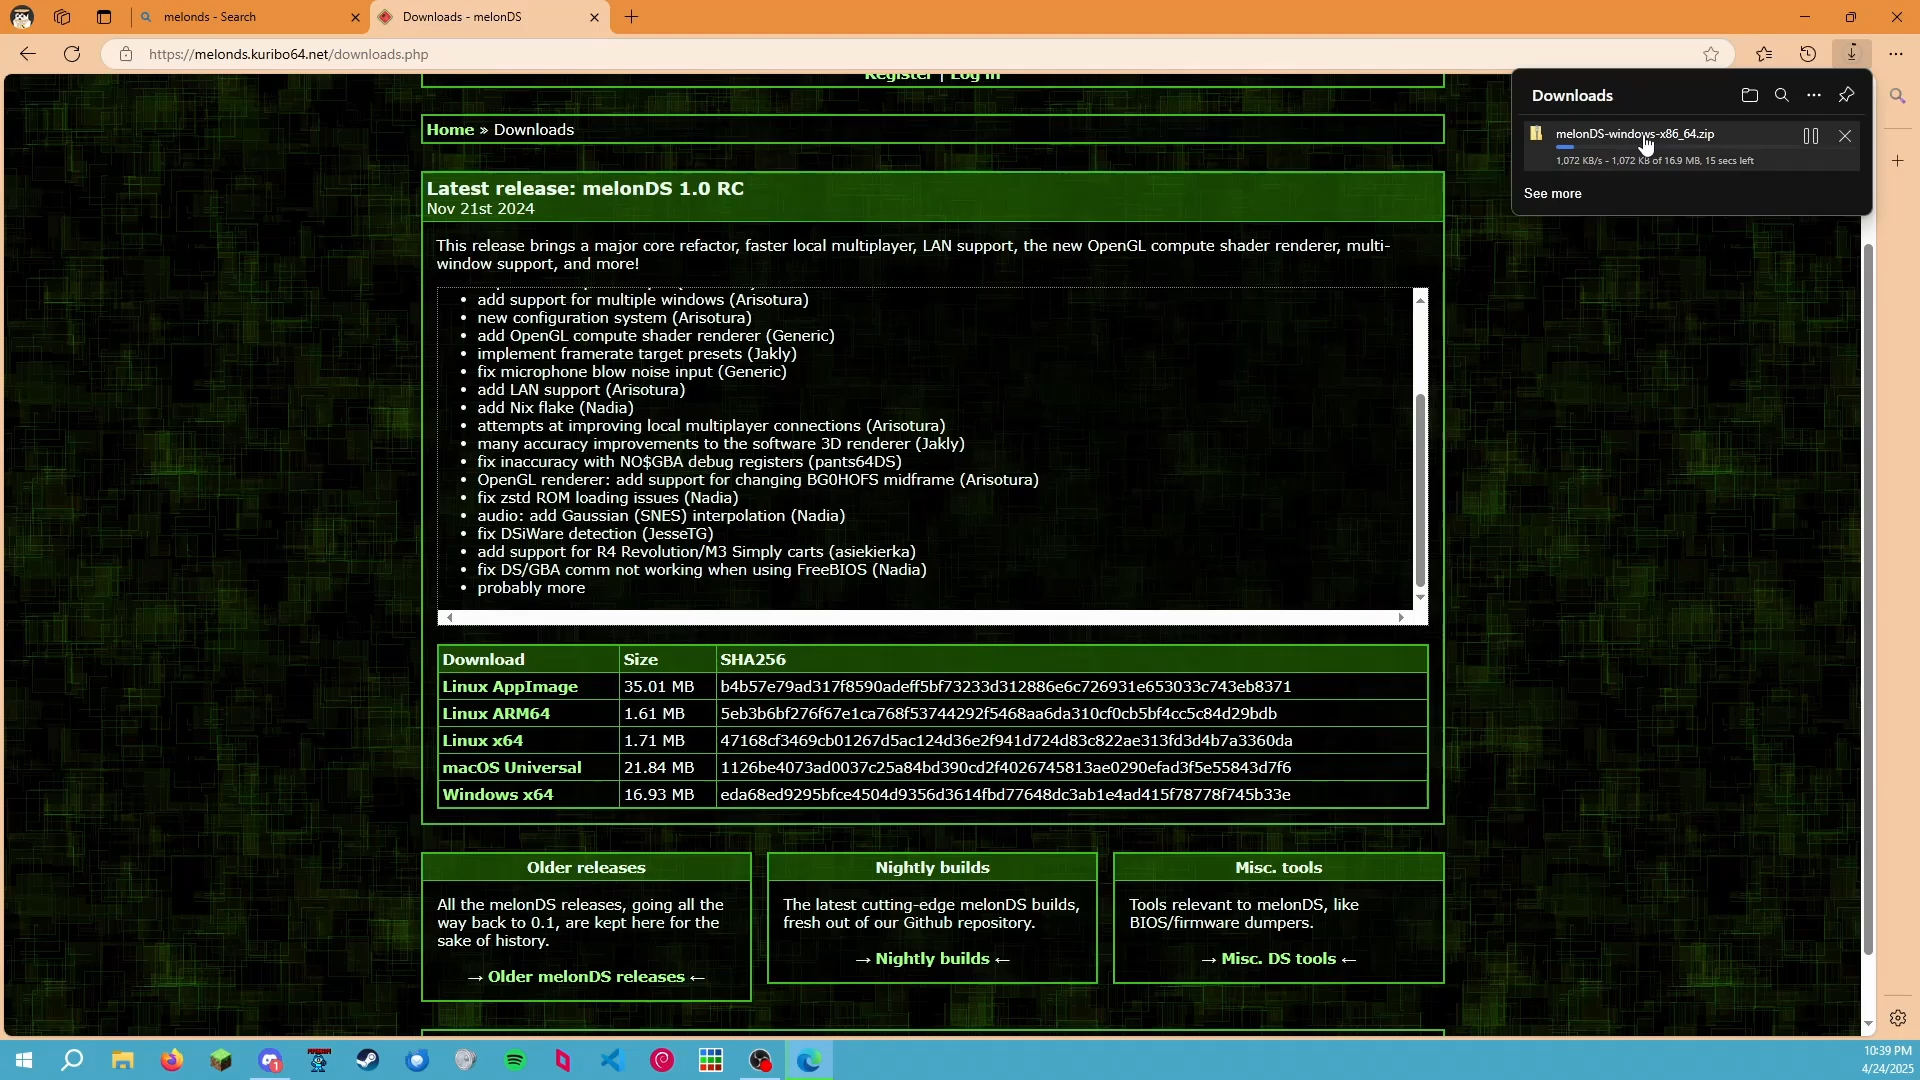 melonds - Search
Downloads - melonDS
https://melonds.kuribo64.net/downloads.php
Register | Log in
Downloads
melonDS-windows-x86_64.zip
1,072 KB/s - 1,072 KB of 16.9 MB, 15 secs left
See more
Home » Downloads
Latest release: melonDS 1.0 RC
Nov 21st 2024
This release brings a major core refactor, faster local multiplayer, LAN support, the new OpenGL compute shader renderer, multi-
window support, and more!
• add support for multiple windows (Arisotura)
• new configuration system (Arisotura)
• add OpenGL compute shader renderer (Generic)
• implement framerate target presets (Jakly)
• fix microphone blow noise input (Generic)
• add LAN support (Arisotura)
• add Nix flake (Nadia)
• attempts at improving local multiplayer connections (Arisotura)
• many accuracy improvements to the software 3D renderer (Jakly)
• fix inaccuracy with NO$GBA debug registers (pants64DS)
• OpenGL renderer: add support for changing BG0HOFS midframe (Arisotura)
• fix zstd ROM loading issues (Nadia)
• audio: add Gaussian (SNES) interpolation (Nadia)
• fix DSiWare detection (JesseTG)
• add support for R4 Revolution/M3 Simply carts (asiekierka)
• fix DS/GBA comm not working when using FreeBIOS (Nadia)
• probably more
Download Size SHA256
Linux AppImage 35.01 MB b4b57e79ad317f8590adeff5bf73233d312886e6c726931e653033c743eb8371
Linux ARM64 1.61 MB 5eb3b6bf276f67e1ca768f53744292f5468aa6da310cf0cb5bf4cc5c84d29bdb
Linux x64 1.71 MB 47168cf3469cb01267d5ac124d36e2f941d724d83c822ae313fd3d4b7a3360da
macOS Universal 21.84 MB 1126be4073ad0037c25a84bd390cd2f4026745813ae0290efad3f5e55843d7f6
Windows x64 16.93 MB eda68ed9295bfce4504d9356d3614fbd77648dc3ab1e4ad415f78778f745b33e
Older releases
All the melonDS releases, going all the
way back to 0.1, are kept here for the
sake of history.
→ Older melonDS releases ←
Nightly builds
The latest cutting-edge melonDS builds,
fresh out of our Github repository.
→ Nightly builds ←
Misc. tools
Tools relevant to melonDS, like
BIOS/firmware dumpers.
→ Misc. DS tools ←
10:39 PM
4/24/2025